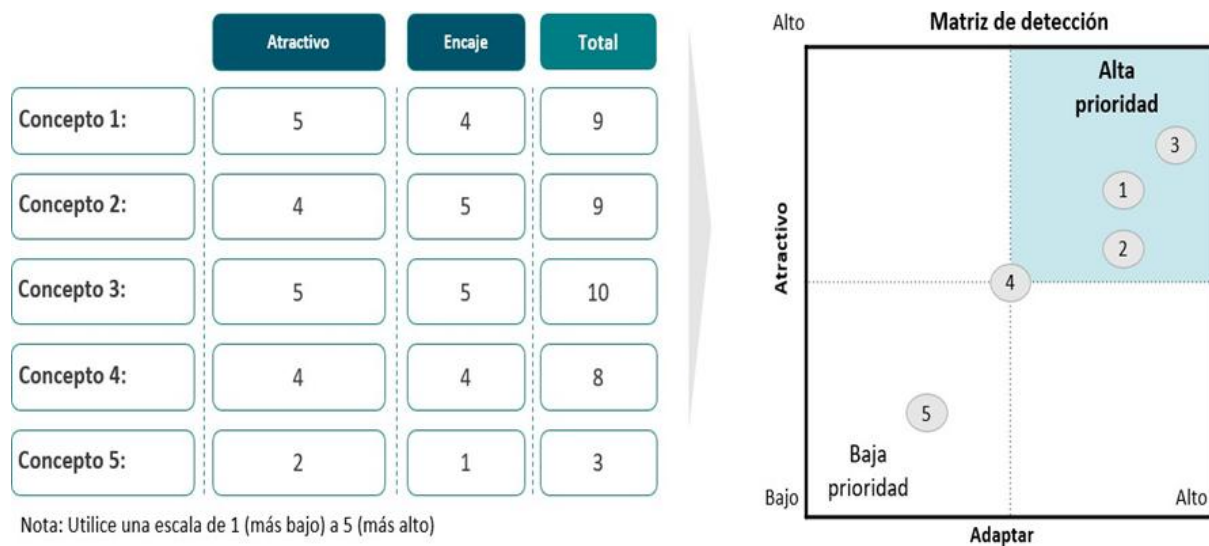 Atractivo Encaje Total
Concepto 1: 5 4 9
Concepto 2: 4 5 9
Concepto 3: 5 5 10
Concepto 4: 4 4 8
Concepto 5: 2 1 3
Nota: Utilice una escala de 1 (más bajo) a 5 (más alto)
Matriz de detección
Alto
Alta
prioridad
3
1
2
Atractivo
4
5
Baja
prioridad
Bajo
Alto
Adaptar